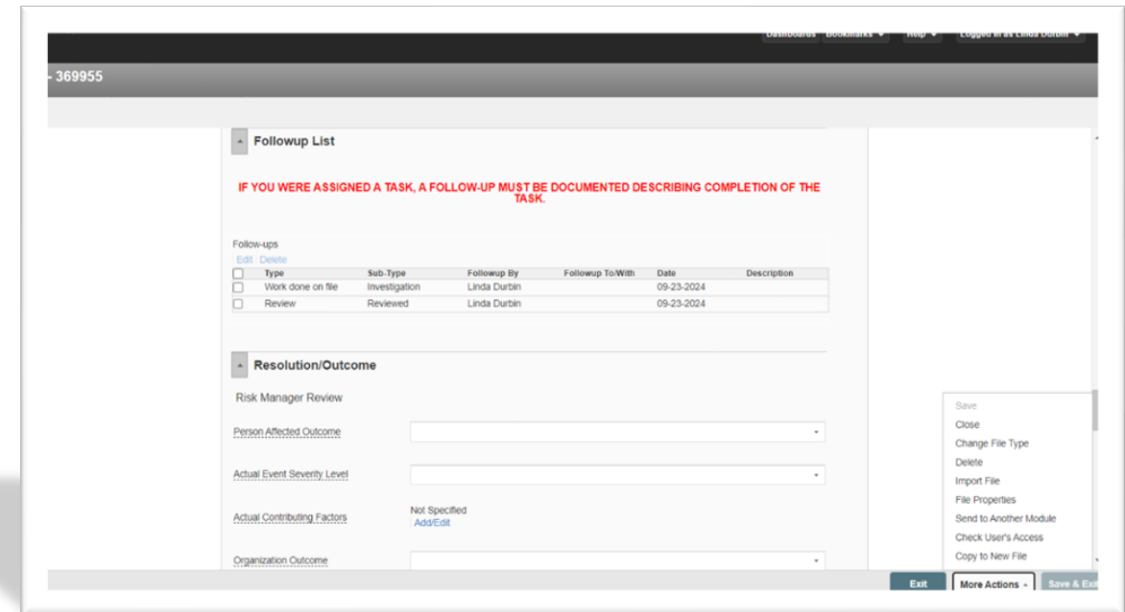 Dashboards Bookmarks Help Logged in as Linda Durbin
- 369955
Followup List
IF YOU WERE ASSIGNED A TASK, A FOLLOW-UP MUST BE DOCUMENTED DESCRIBING COMPLETION OF THE
TASK.
Follow-ups
Edit Delete
Type Sub-Type Followup By Followup To/With Date Description
Work done on file Investigation Linda Durbin 09-23-2024
Review Reviewed Linda Durbin 09-23-2024
Resolution/Outcome
Risk Manager Review
Person Affected Outcome
Actual Event Severity Level
Actual Contributing Factors
Not Specified
Add/Edit
Organization Outcome
Save
Close
Change File Type
Delete
Import File
File Properties
Send to Another Module
Check User's Access
Copy to New File
Exit More Actions Save & Exit